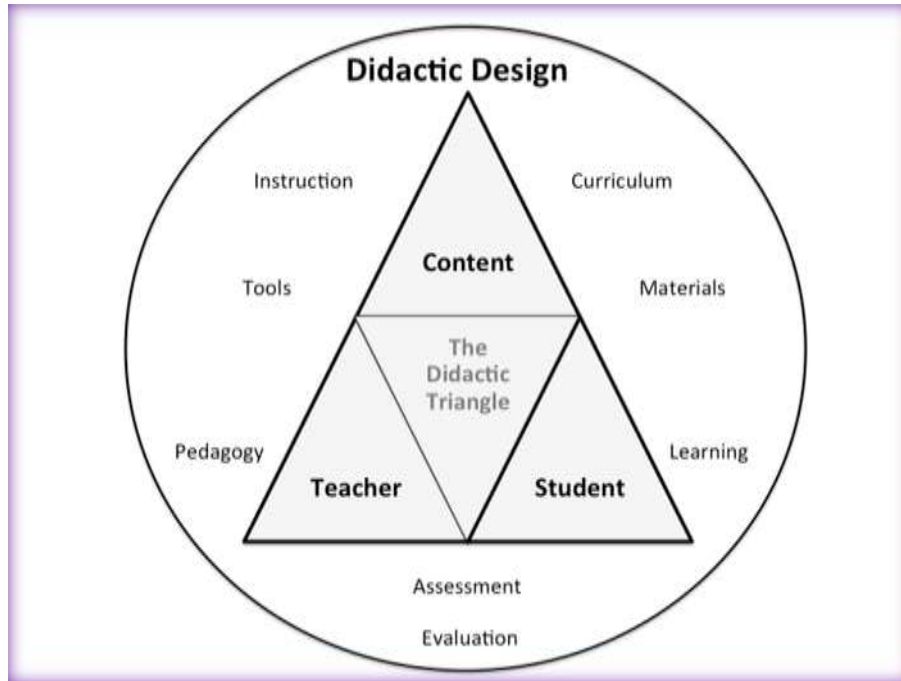 Didactic Design
Instruction
Curriculum
Content
Tools
Materials
The
Didactic
Triangle
Pedagogy
Learning
Teacher
Student
Assessment
Evaluation